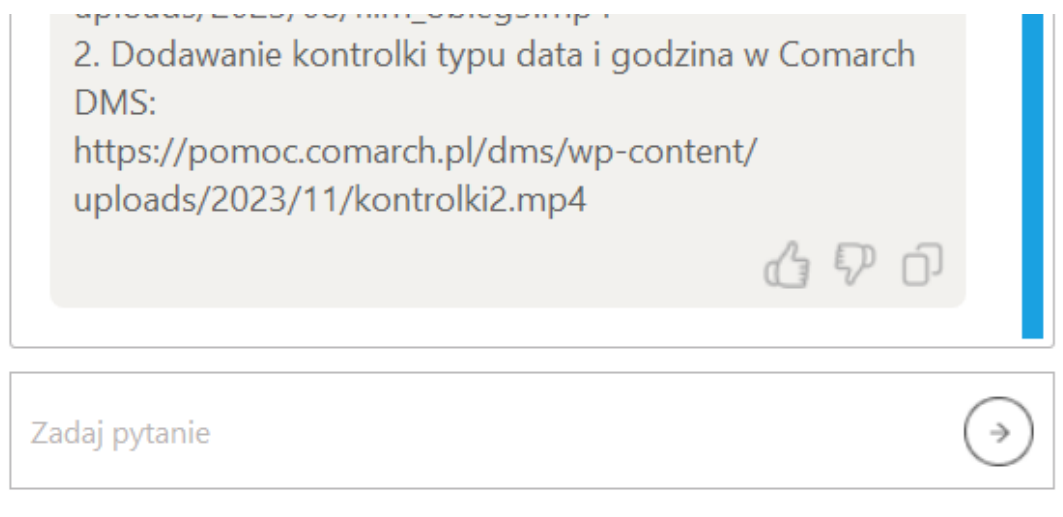 2. Dodawanie kontrolki typu data i godzina w Comarch
DMS:
https://pomoc.comarch.pl/dms/wp-content/
uploads/2023/11/kontrolki2.mp4
Zadaj pytanie